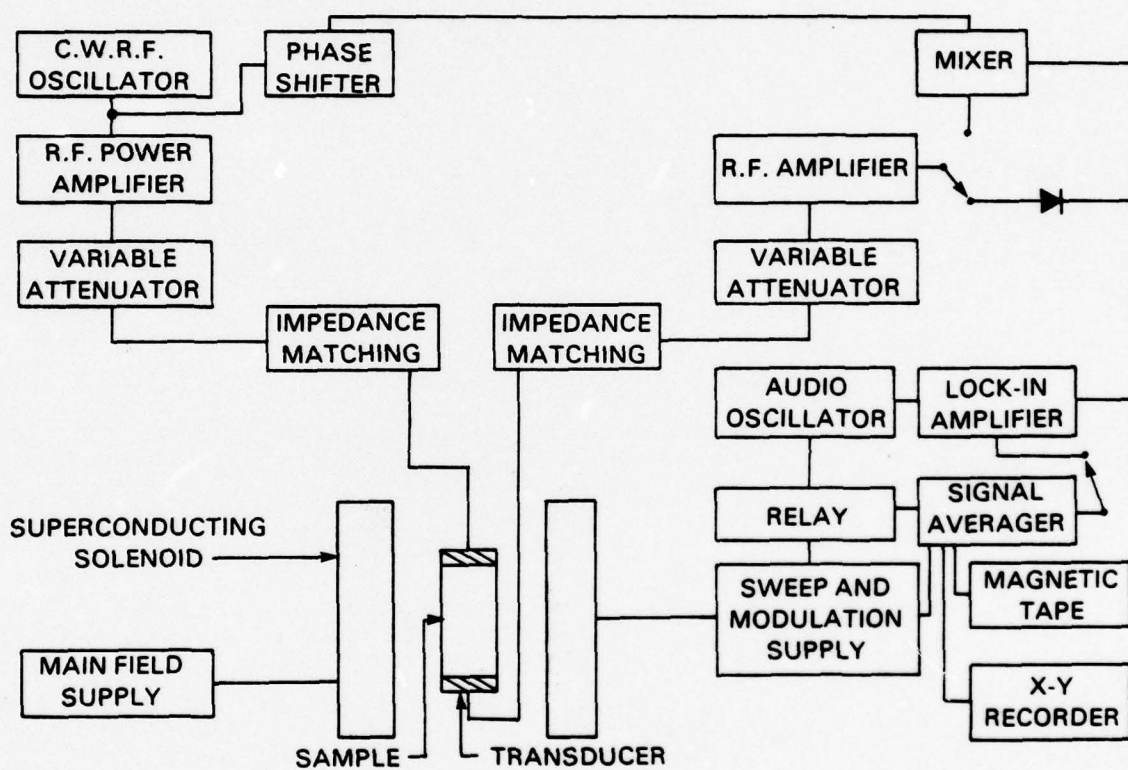 C.W.R.F.
OSCILLATOR
PHASE
SHIFTER
MIXER
R.F. POWER
AMPLIFIER
R.F. AMPLIFIER
VARIABLE
ATTENUATOR
VARIABLE
ATTENUATOR
IMPEDANCE
MATCHING
IMPEDANCE
MATCHING
AUDIO
OSCILLATOR
LOCK-IN
AMPLIFIER
SUPERCONDUCTING
SOLENOID
RELAY
SIGNAL
AVERAGER
SWEEP AND
MODULATION
SUPPLY
MAGNETIC
TAPE
MAIN FIELD
SUPPLY
X-Y
RECORDER
SAMPLE
TRANSDUCER